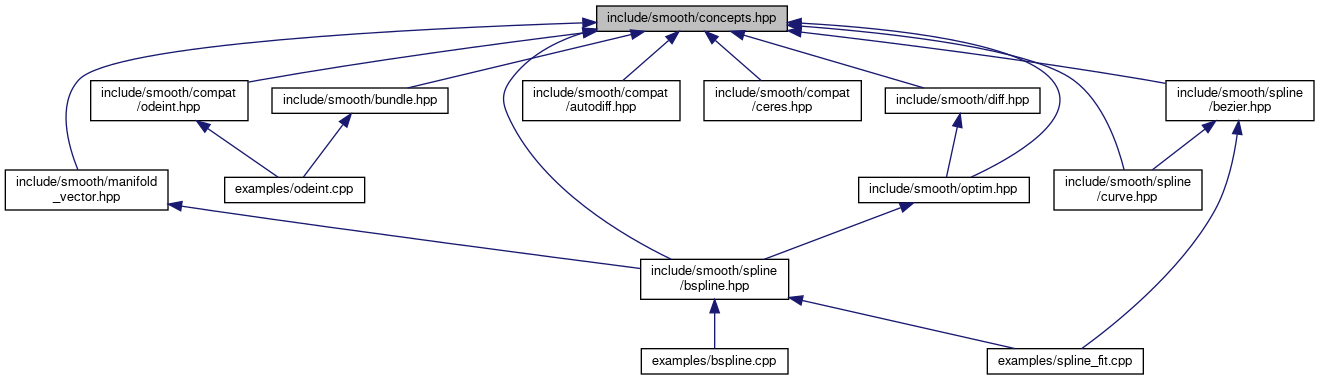 include/smooth/concepts.hpp
include/smooth/compat
/odeint.hpp
include/smooth/bundle.hpp
include/smooth/compat
/autodiff.hpp
include/smooth/compat
/ceres.hpp
include/smooth/diff.hpp
include/smooth/spline
/bezier.hpp
include/smooth/manifold
_vector.hpp
examples/odeint.cpp
include/smooth/optim.hpp
include/smooth/spline
/curve.hpp
include/smooth/spline
/bspline.hpp
examples/bspline.cpp
examples/spline_fit.cpp